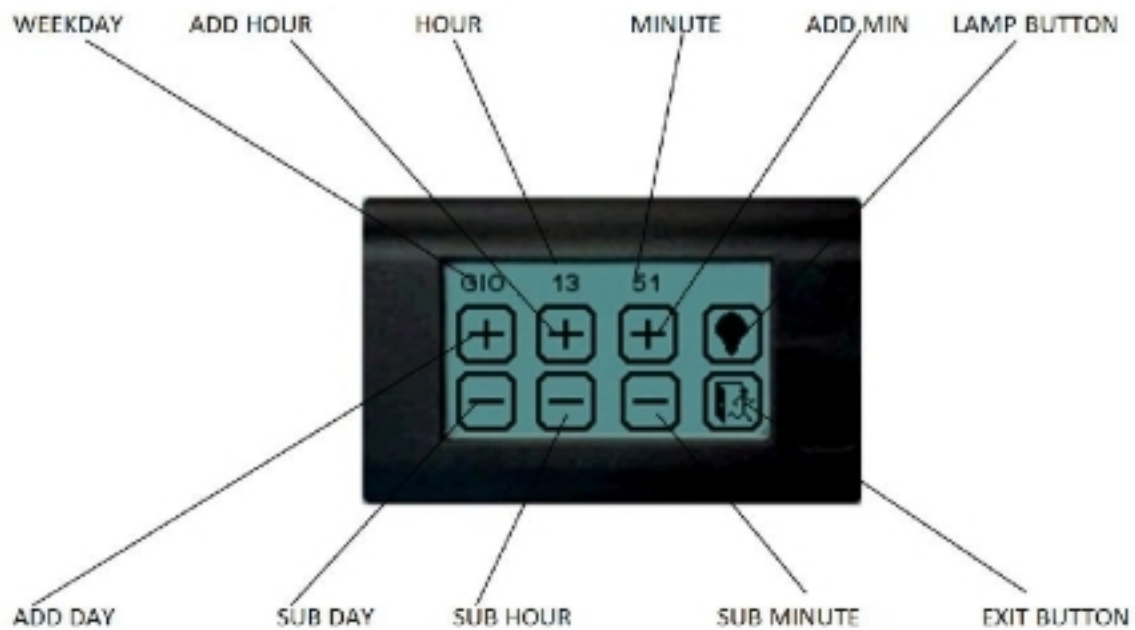 WEEKDAY ADD HOUR HOUR MINUTE ADD MIN LAMP BUTTON
GIO 13 51
ADD DAY SUB DAY SUB HOUR SUB MINUTE EXIT BUTTON